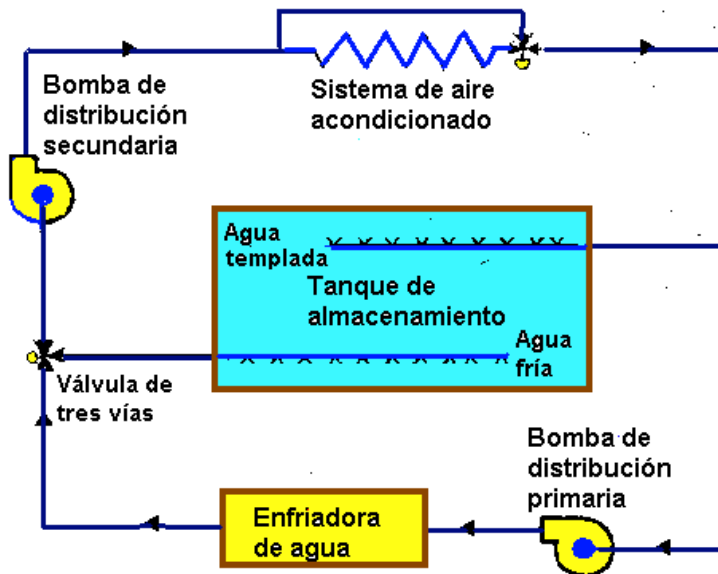 Bomba de
distribución
secundaria
Sistema de aire
acondicionado
Agua
templada
Tanque de
almacenamiento
Agua
fría
Válvula de
tres vías
Bomba de
distribución
primaria
Enfriadora
de agua